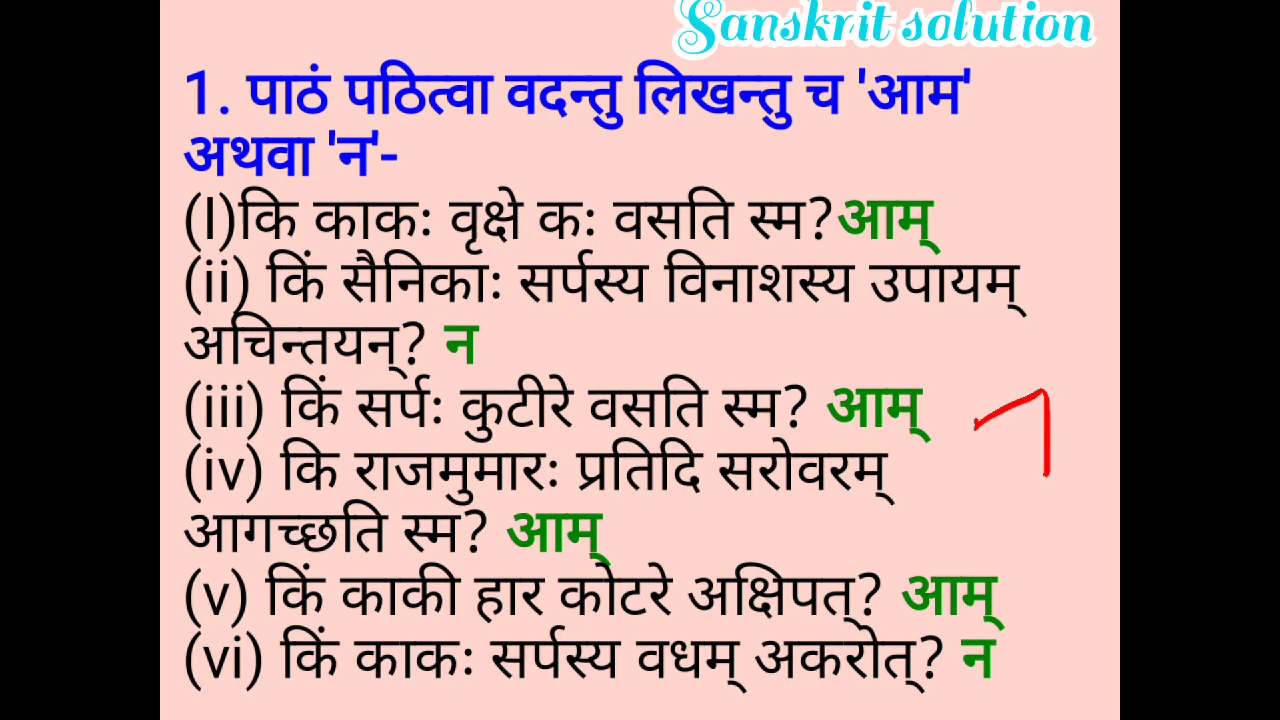 Sanskrit solution
1. पाठं पठित्वा वदन्तु लिखन्तु च 'आम'
अथवा 'न'-
(I)कि काकः वृक्षे कः वसति स्म?आम्
(ii) किं सैनिकाः सर्पस्य विनाशस्य उपायम्
अचिन्तयन्? न
(iii) किं सर्पः कुटीरे वसति स्म? आम्
(iv) कि राजमुमारः प्रतिदि सरोवरम्
आगच्छति स्म? आम्
(v) किं काकी हार कोटरे अक्षिपत्? आम्
(vi) किं काकः सर्पस्य वधम् अकरोत्? न